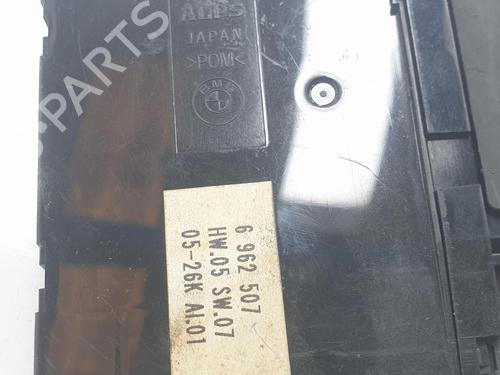 ALPS
JAPAN
>POM<
BMW
6 962 507
HW.05 SW.07
05-26K AI.01
B-PARTS